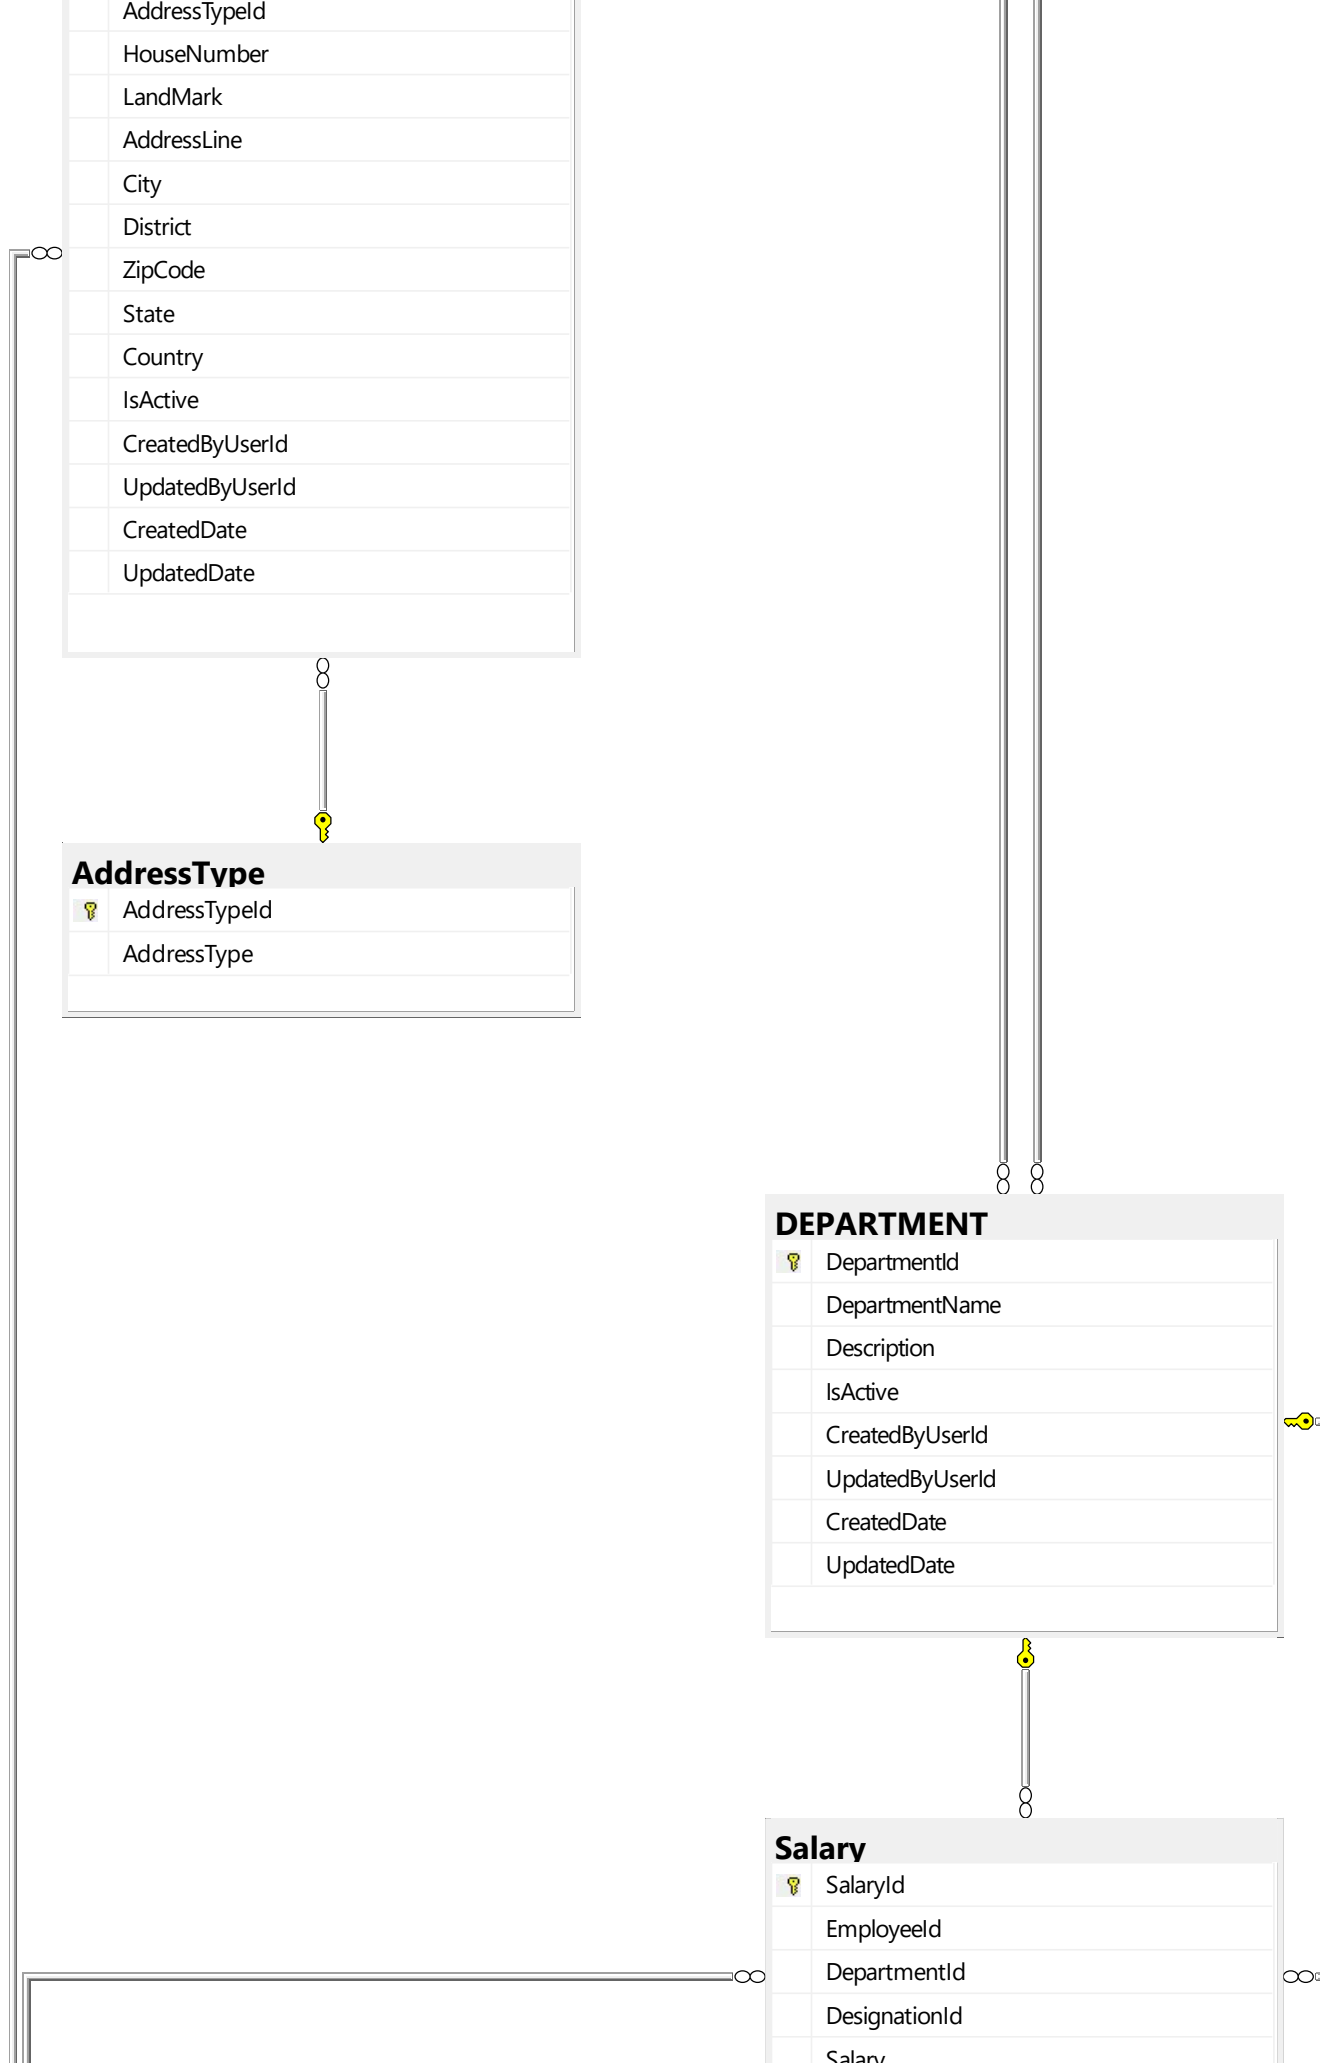 AddressTypeId
HouseNumber
LandMark
AddressLine
City
District
ZipCode
State
Country
IsActive
CreatedByUserId
UpdatedByUserId
CreatedDate
UpdatedDate
AddressType
AddressTypeId
AddressType
DEPARTMENT
DepartmentId
DepartmentName
Description
IsActive
CreatedByUserId
UpdatedByUserId
CreatedDate
UpdatedDate
Salary
SalaryId
EmployeeId
DepartmentId
DesignationId
Salary